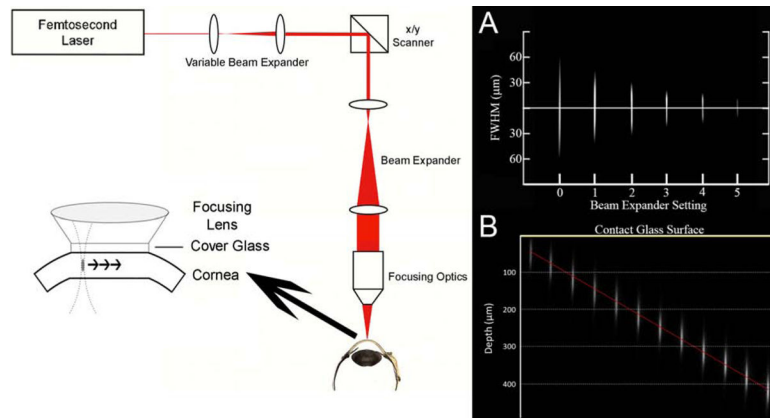 Femtosecond
Laser
Variable Beam Expander
x/y
Scanner
Beam Expander
Focusing
Lens
Cover Glass
Cornea
Focusing Optics
A
FWHM (µm)
60
30
30
60
0 1 2 3 4 5
Beam Expander Setting
B
Contact Glass Surface
Depth (µm)
100
200
300
400